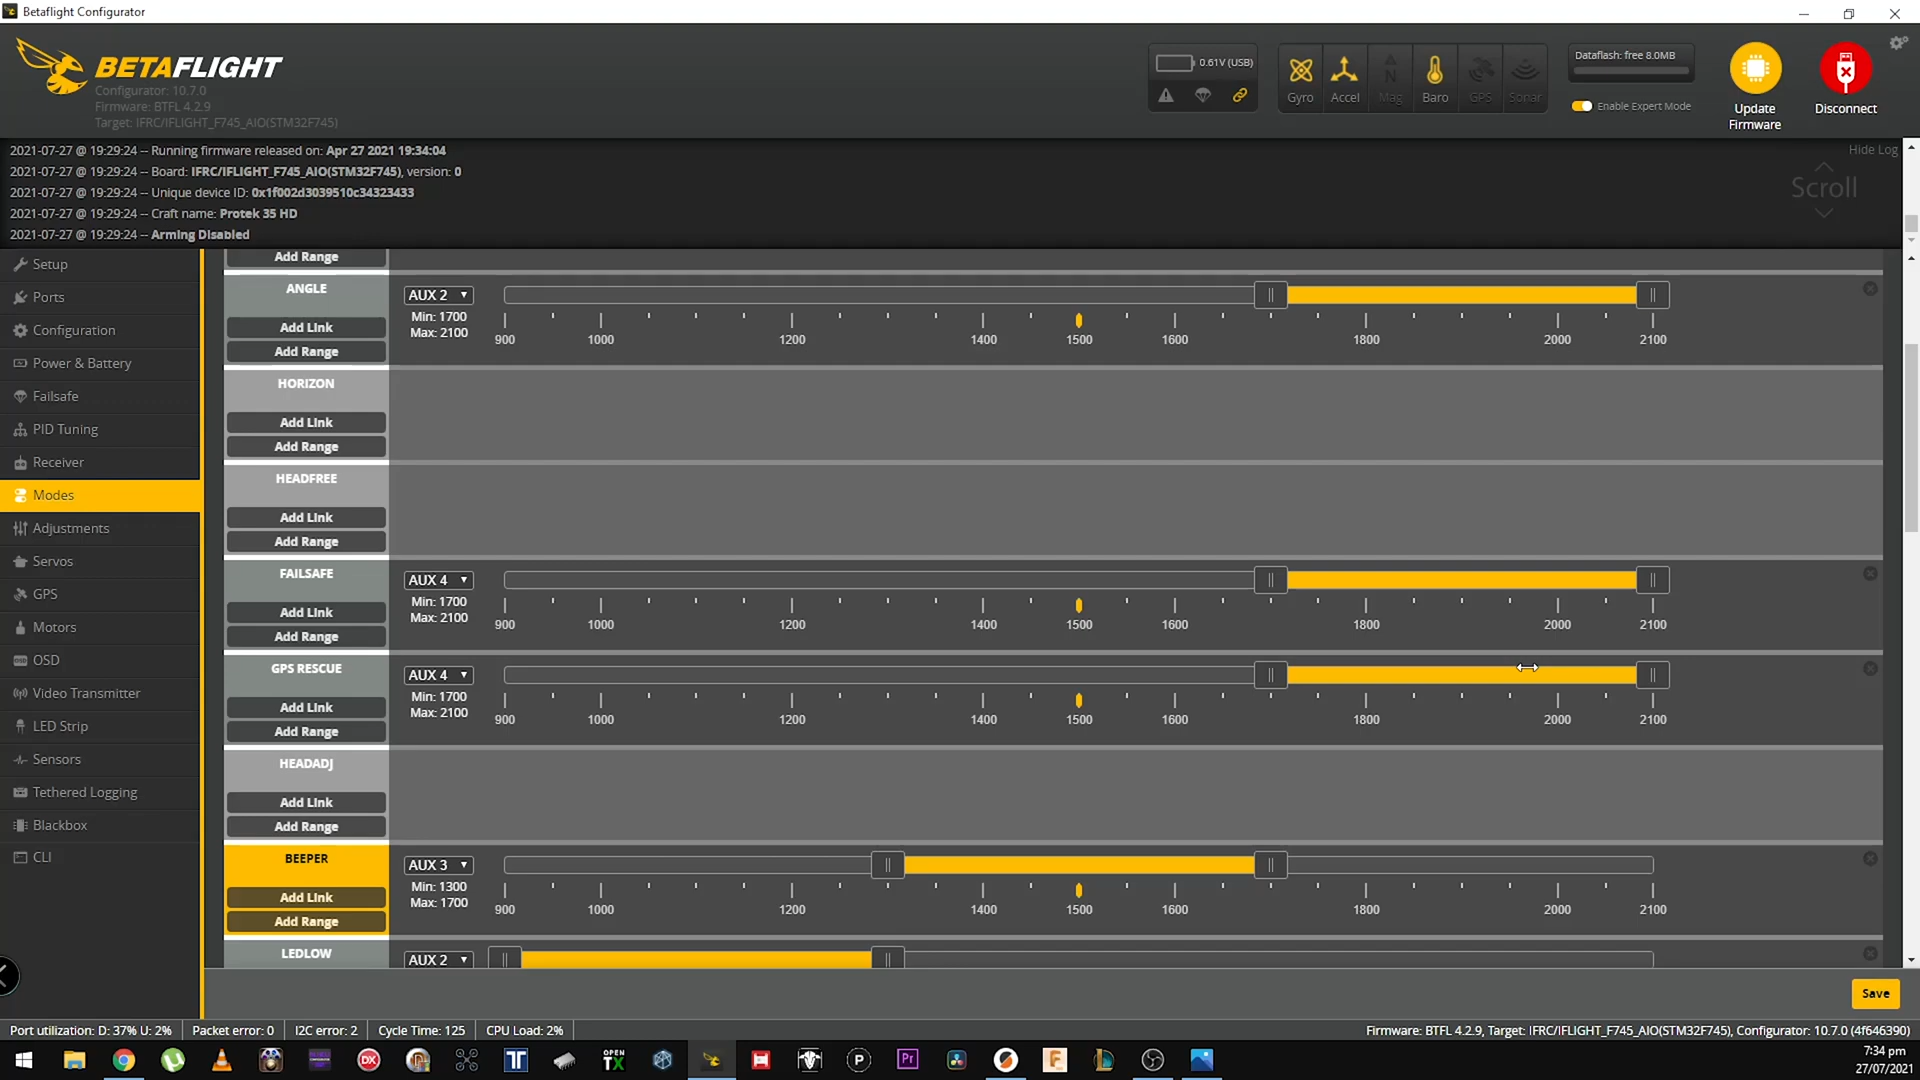 Betaflight Configurator
BETAFLIGHT
Configurator: 10.7.0
Firmware: BTFL 4.2.9
Target: IFRC/IFLIGHT_F745_AIO(STM32F745)
0.61V (USB)
Gyro
Accel
Mag
Baro
GPS
Sonar
Dataflash: free 8.0MB
Enable Expert Mode
Update
Firmware
Disconnect
2021-07-27 @ 19:29:24 -- Running firmware released on: Apr 27 2021 19:34:04
2021-07-27 @ 19:29:24 -- Board: IFRC/IFLIGHT_F745_AIO(STM32F745), version: 0
2021-07-27 @ 19:29:24 -- Unique device ID: 0x1f002d3039510c34323433
2021-07-27 @ 19:29:24 -- Craft name: Protek 35 HD
2021-07-27 @ 19:29:24 -- Arming Disabled
Hide Log
Scroll
Setup
Ports
Configuration
Power & Battery
Failsafe
PID Tuning
Receiver
Modes
Adjustments
Servos
GPS
Motors
OSD
Video Transmitter
LED Strip
Sensors
Tethered Logging
Blackbox
CLI
Add Range
ANGLE
Add Link
Add Range
AUX 2
Min: 1700
Max: 2100
900 1000 1200 1400 1500 1600 1800 2000 2100
HORIZON
Add Link
Add Range
HEADFREE
Add Link
Add Range
FAILSAFE
Add Link
Add Range
AUX 4
Min: 1700
Max: 2100
900 1000 1200 1400 1500 1600 1800 2000 2100
GPS RESCUE
Add Link
Add Range
AUX 4
Min: 1700
Max: 2100
900 1000 1200 1400 1500 1600 1800 2000 2100
HEADADJ
Add Link
Add Range
BEEPER
Add Link
Add Range
AUX 3
Min: 1300
Max: 1700
900 1000 1200 1400 1500 1600 1800 2000 2100
LEDLOW
AUX 2
Save
Port utilization: D: 37% U: 2%
Packet error: 0
I2C error: 2
Cycle Time: 125
CPU Load: 2%
Firmware: BTFL 4.2.9, Target: IFRC/IFLIGHT_F745_AIO(STM32F745), Configurator: 10.7.0 (4f646390)
DX
OPEN
TX
P
Pr
F
7:34 pm
27/07/2021